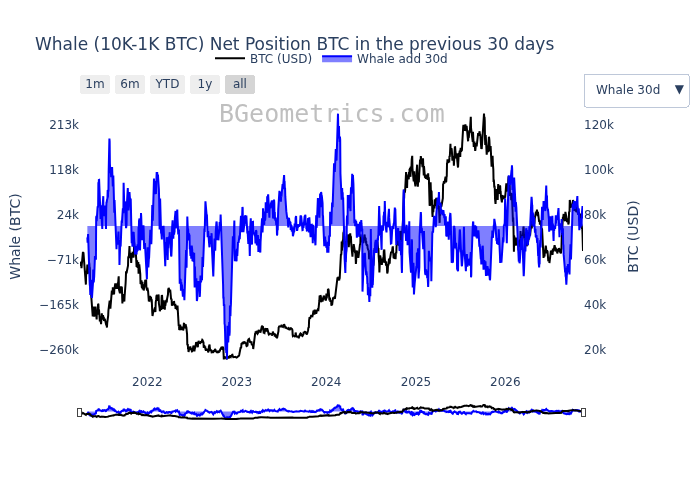 Whale (10K-1K BTC) Net Position BTC in the previous 30 days
BTC (USD) Whale add 30d
1m 6m YTD 1y all
Whale 30d ▼
BGeometrics.com
213k
118k
24k
−71k
−165k
−260k
Whale (BTC)
120k
100k
80k
60k
40k
20k
BTC (USD)
2022 2023 2024 2025 2026